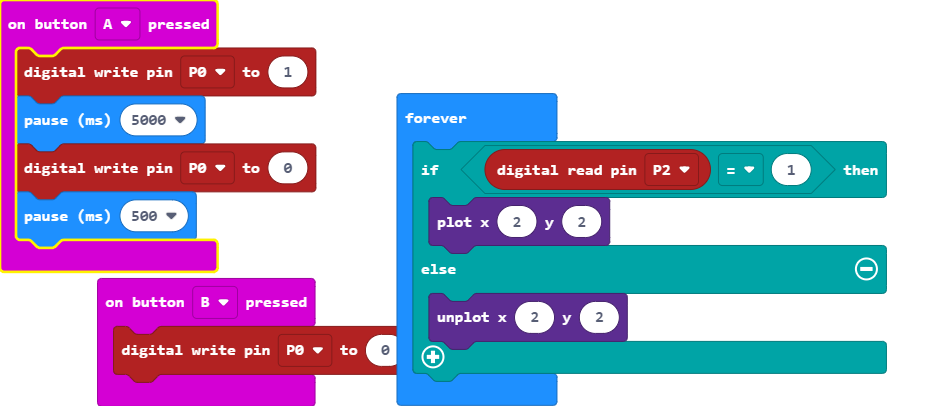 on button A pressed
digital write pin P0 to 1
pause (ms) 5000
digital write pin P0 to 0
pause (ms) 500
on button B pressed
digital write pin P0 to 0
forever
if digital read pin P2 = 1 then
plot x 2 y 2
else
unplot x 2 y 2